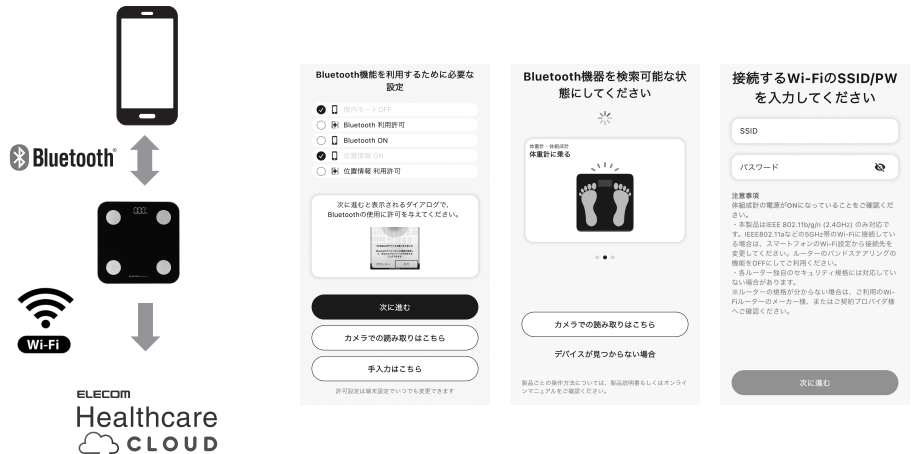 Bluetooth®
Wi-Fi
ELECOM
Healthcare
CLOUD
Bluetooth機能を利用するために必要な
設定
機内モードOFF
Bluetooth 利用許可
Bluetooth ON
位置情報 ON
位置情報 利用許可
次に進むと表示されるダイアログで、
Bluetoothの使用に許可を与えてください。
次に進む
カメラでの読み取りはこちら
手入力はこちら
許可設定は端末設定でいつでも変更できます
Bluetooth機器を検索可能な状
態にしてください
体重計・体組成計
体重計に乗る
カメラでの読み取りはこちら
デバイスが見つからない場合
製品ごとの操作方法については、製品説明書もしくはオンライ
ンマニュアルをご確認ください。
接続するWi-FiのSSID/PW
を入力してください
SSID
パスワード
注意事項
体組成計の電源がONになっていることをご確認くだ
さい。
・本製品はIEEE 802.11b/g/n (2.4GHz) のみ対応で
す。IEEE802.11aなどの5GHz帯のWi-Fiに接続してい
る場合は、スマートフォンのWi-Fi設定から接続先を
変更してください。ルーターのバンドステアリングの
機能をOFFにしてご利用ください。
・各ルーター独自のセキュリティ規格には対応してい
ない場合があります。
※ルーターの規格が分からない場合は、ご利用のWi-
Fiルーターのメーカー様、またはご契約プロバイダ様
へご確認ください。
次に進む